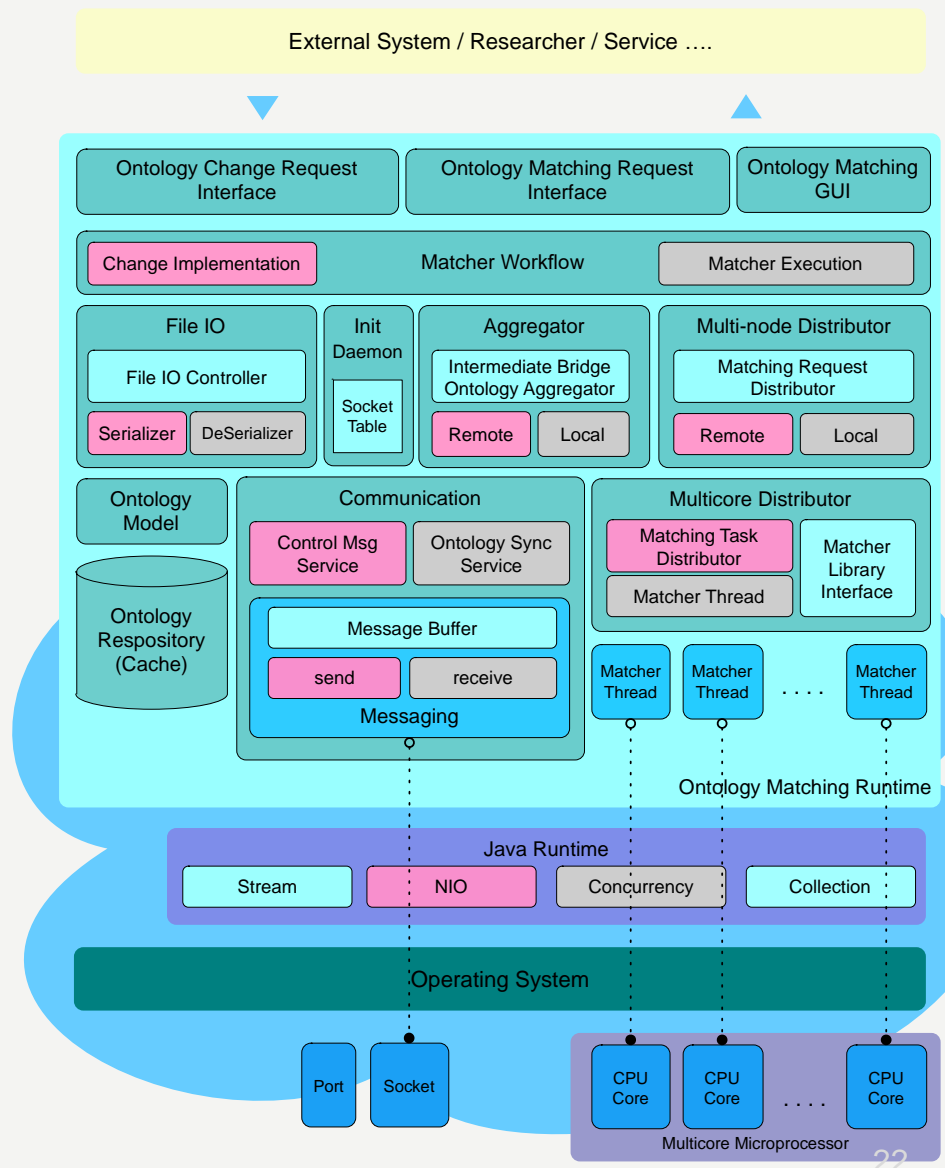 External System / Researcher / Service ….
Ontology Change Request
Interface
Ontology Matching Request
Interface
Ontology Matching
GUI
Change Implementation
Matcher Workflow
Matcher Execution
File IO
File IO Controller
Serializer
DeSerializer
Init
Daemon
Socket
Table
Aggregator
Intermediate Bridge
Ontology Aggregator
Remote
Local
Multi-node Distributor
Matching Request
Distributor
Remote
Local
Ontology
Model
Ontology
Respository
(Cache)
Communication
Control Msg
Service
Ontology Sync
Service
Message Buffer
send
receive
Messaging
Multicore Distributor
Matching Task
Distributor
Matcher Thread
Matcher
Library
Interface
Matcher
Thread
Matcher
Thread
. . . .
Matcher
Thread
Ontology Matching Runtime
Java Runtime
Stream
NIO
Concurrency
Collection
Operating System
Port
Socket
CPU
Core
CPU
Core
. . . .
CPU
Core
Multicore Microprocessor
22